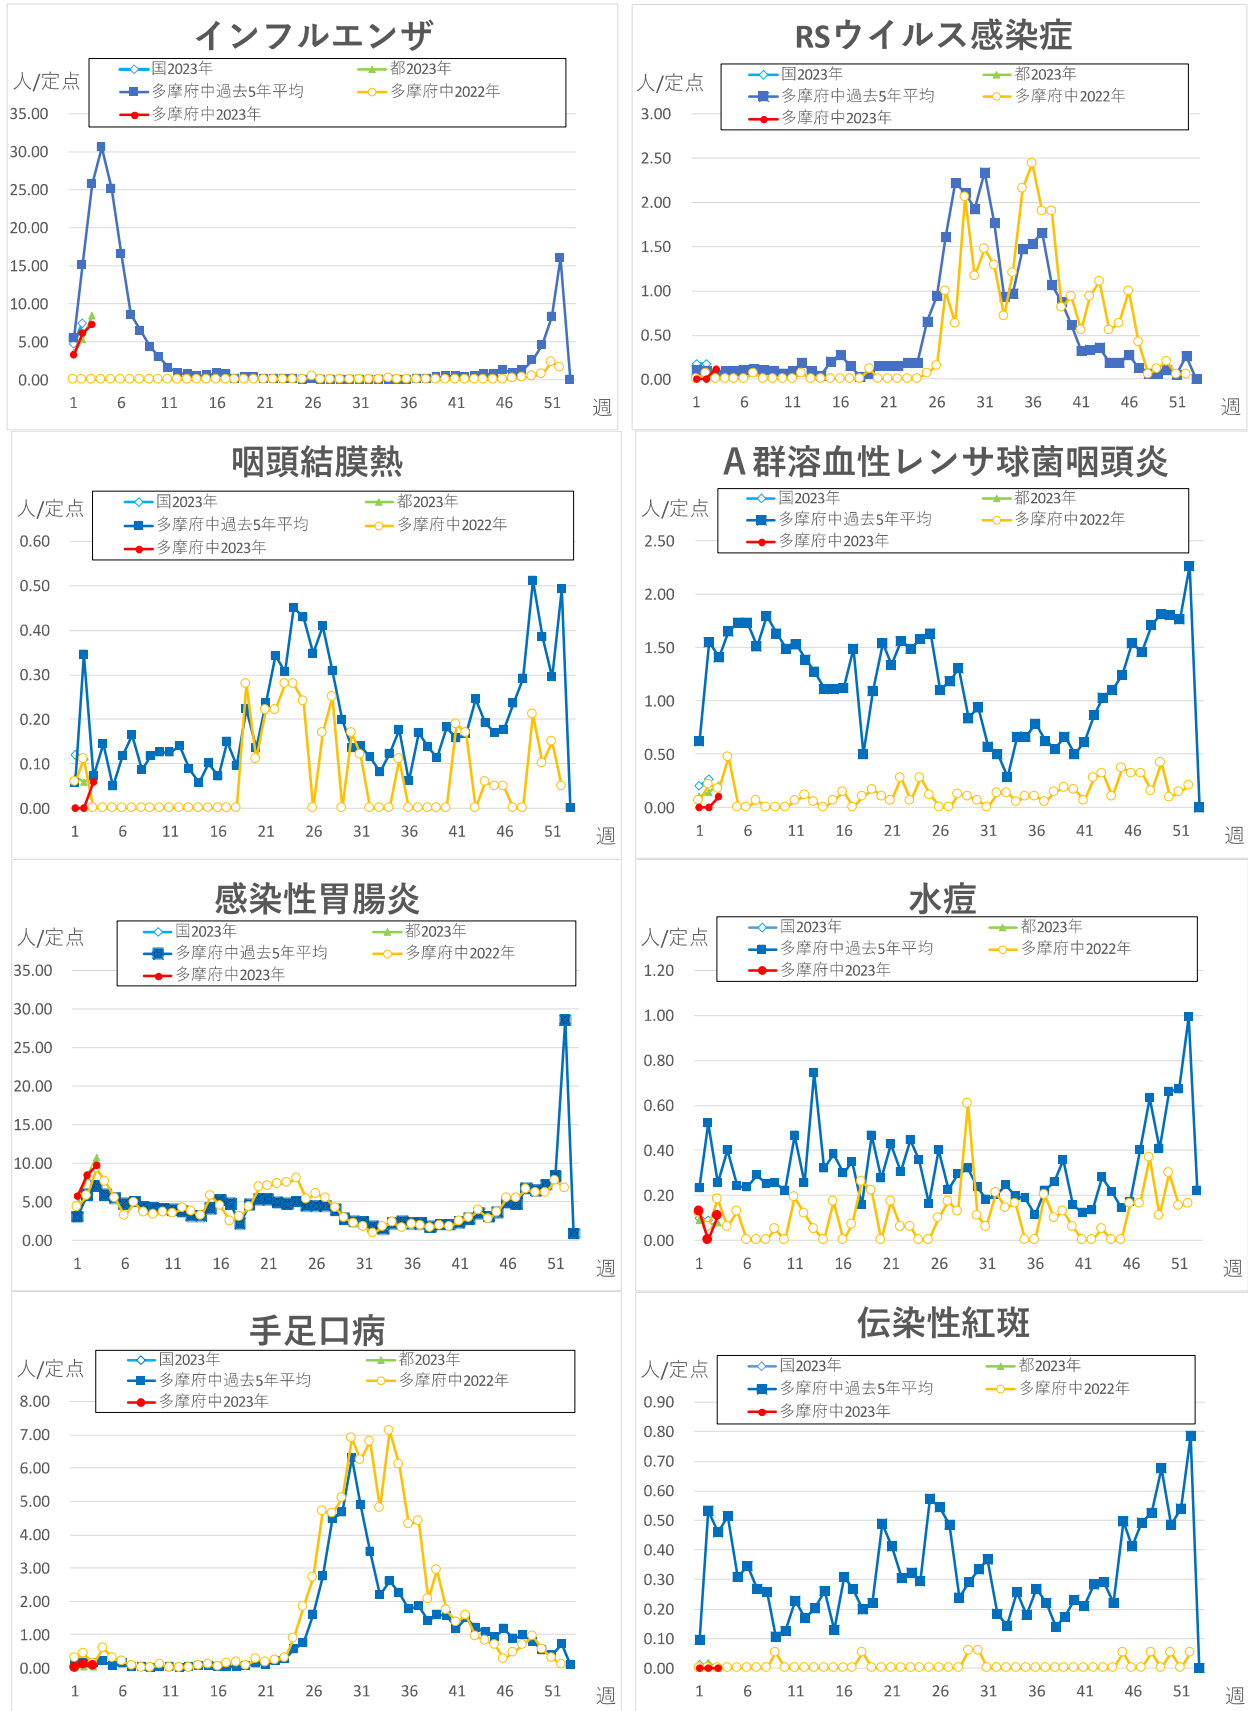 インフルエンザ
人/定点
国2023年
都2023年
多摩府中過去5年平均
多摩府中2022年
多摩府中2023年
35.00
30.00
25.00
20.00
15.00
10.00
5.00
0.00
1 6 11 16 21 26 31 36 41 46 51 週
RSウイルス感染症
人/定点
国2023年
都2023年
多摩府中過去5年平均
多摩府中2022年
多摩府中2023年
3.00
2.50
2.00
1.50
1.00
0.50
0.00
1 6 11 16 21 26 31 36 41 46 51 週
咽頭結膜熱
人/定点
国2023年
都2023年
多摩府中過去5年平均
多摩府中2022年
多摩府中2023年
0.60
0.50
0.40
0.30
0.20
0.10
0.00
1 6 11 16 21 26 31 36 41 46 51 週
A群溶血性レンサ球菌咽頭炎
人/定点
国2023年
都2023年
多摩府中過去5年平均
多摩府中2022年
多摩府中2023年
2.50
2.00
1.50
1.00
0.50
0.00
1 6 11 16 21 26 31 36 41 46 51 週
感染性胃腸炎
人/定点
国2023年
都2023年
多摩府中過去5年平均
多摩府中2022年
多摩府中2023年
35.00
30.00
25.00
20.00
15.00
10.00
5.00
0.00
1 6 11 16 21 26 31 36 41 46 51 週
水痘
人/定点
国2023年
都2023年
多摩府中過去5年平均
多摩府中2022年
多摩府中2023年
1.20
1.00
0.80
0.60
0.40
0.20
0.00
1 6 11 16 21 26 31 36 41 46 51 週
手足口病
人/定点
国2023年
都2023年
多摩府中過去5年平均
多摩府中2022年
多摩府中2023年
8.00
7.00
6.00
5.00
4.00
3.00
2.00
1.00
0.00
1 6 11 16 21 26 31 36 41 46 51 週
伝染性紅斑
人/定点
国2023年
都2023年
多摩府中過去5年平均
多摩府中2022年
多摩府中2023年
0.90
0.80
0.70
0.60
0.50
0.40
0.30
0.20
0.10
0.00
1 6 11 16 21 26 31 36 41 46 51 週